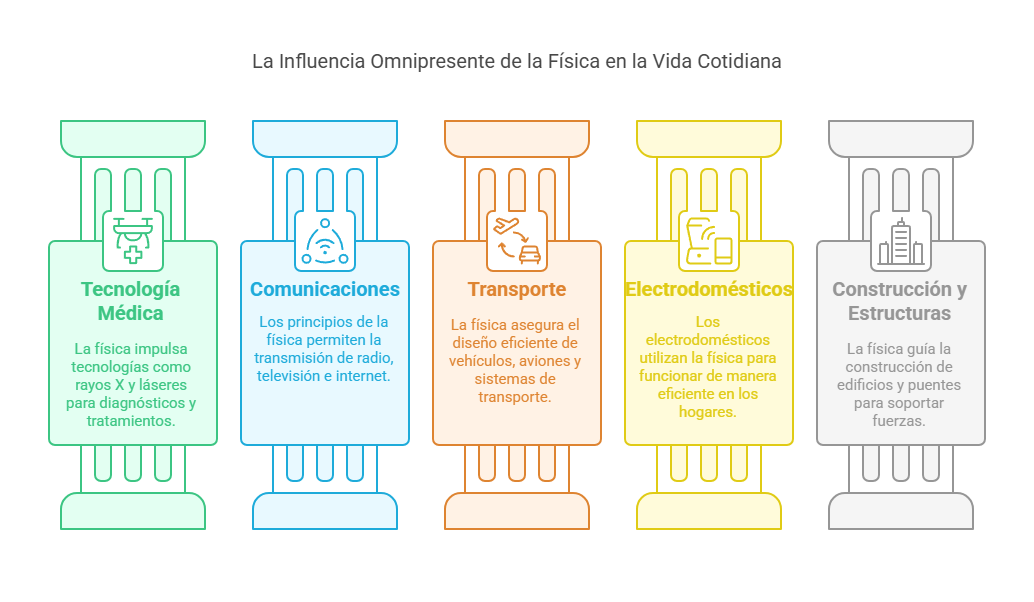 La Influencia Omnipresente de la Física en la Vida Cotidiana
Tecnología
Médica
La física impulsa
tecnologías como
rayos X y láseres
para diagnósticos y
tratamientos.
Comunicaciones
Los principios de la
física permiten la
transmisión de radio,
televisión e internet.
Transporte
La física asegura el
diseño eficiente de
vehículos, aviones y
sistemas de
transporte.
Electrodomésticos
Los
electrodomésticos
utilizan la física para
funcionar de manera
eficiente en los
hogares.
Construcción y
Estructuras
La física guía la
construcción de
edificios y puentes
para soportar
fuerzas.